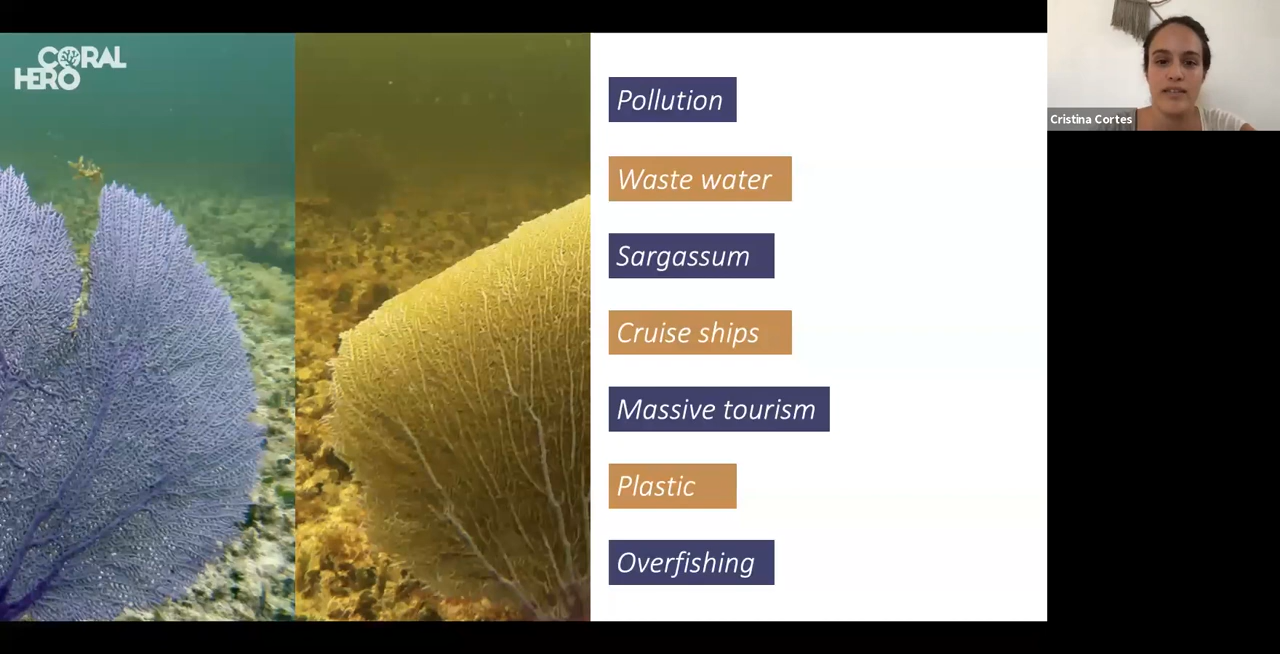 CORAL
HERO
Pollution
Waste water
Sargassum
Cruise ships
Massive tourism
Plastic
Overfishing
Cristina Cortes